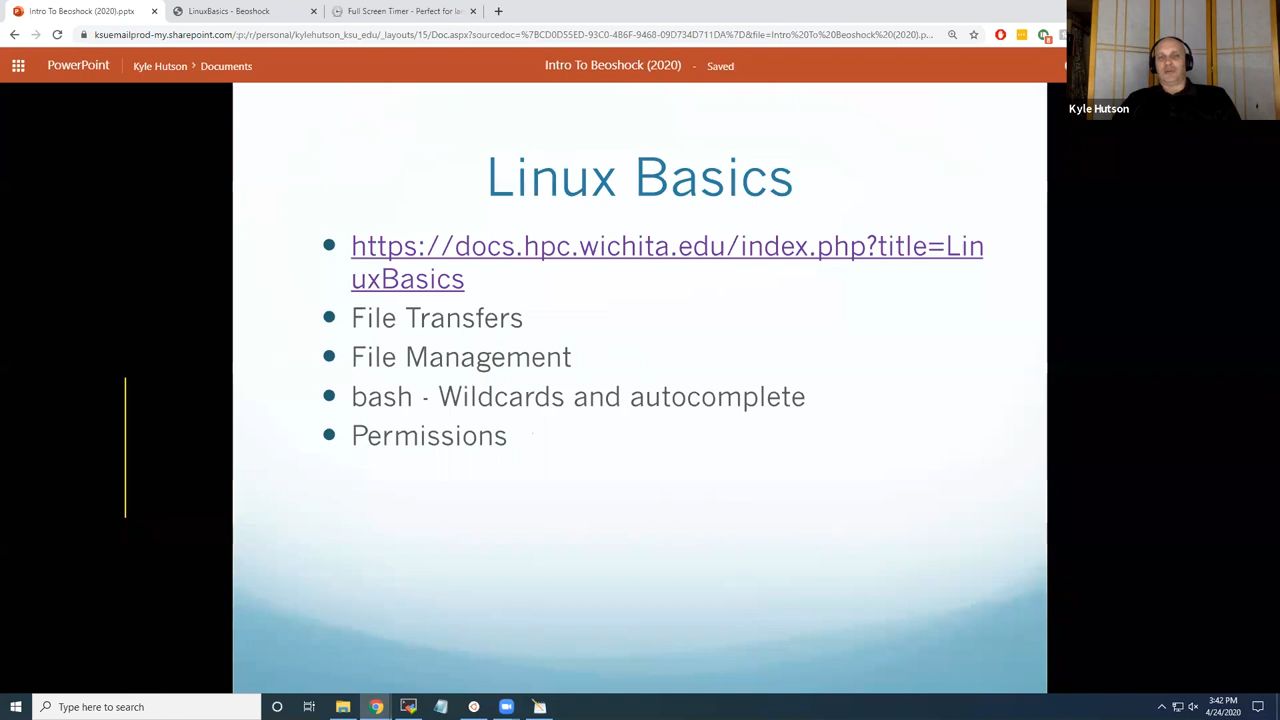 Intro To Beoshock (2020).pptx
LinuxBasics - Beoshock
Full Screen Timer - Perfect for la
ksuemailprod-my.sharepoint.com/:p:/r/personal/kylehutson_ksu_edu/_layouts/15/Doc.aspx?sourcedoc=%7BCD0D55ED-93C0-4B6F-9468-09D734D711DA%7D&file=Intro%20To%20Beoshock%20(2020).p...
PowerPoint
Kyle Hutson > Documents
Intro To Beoshock (2020) - Saved
Kyle Hutson
Linux Basics
https://docs.hpc.wichita.edu/index.php?title=Lin
uxBasics
File Transfers
File Management
bash - Wildcards and autocomplete
Permissions
Type here to search
3:42 PM
4/24/2020